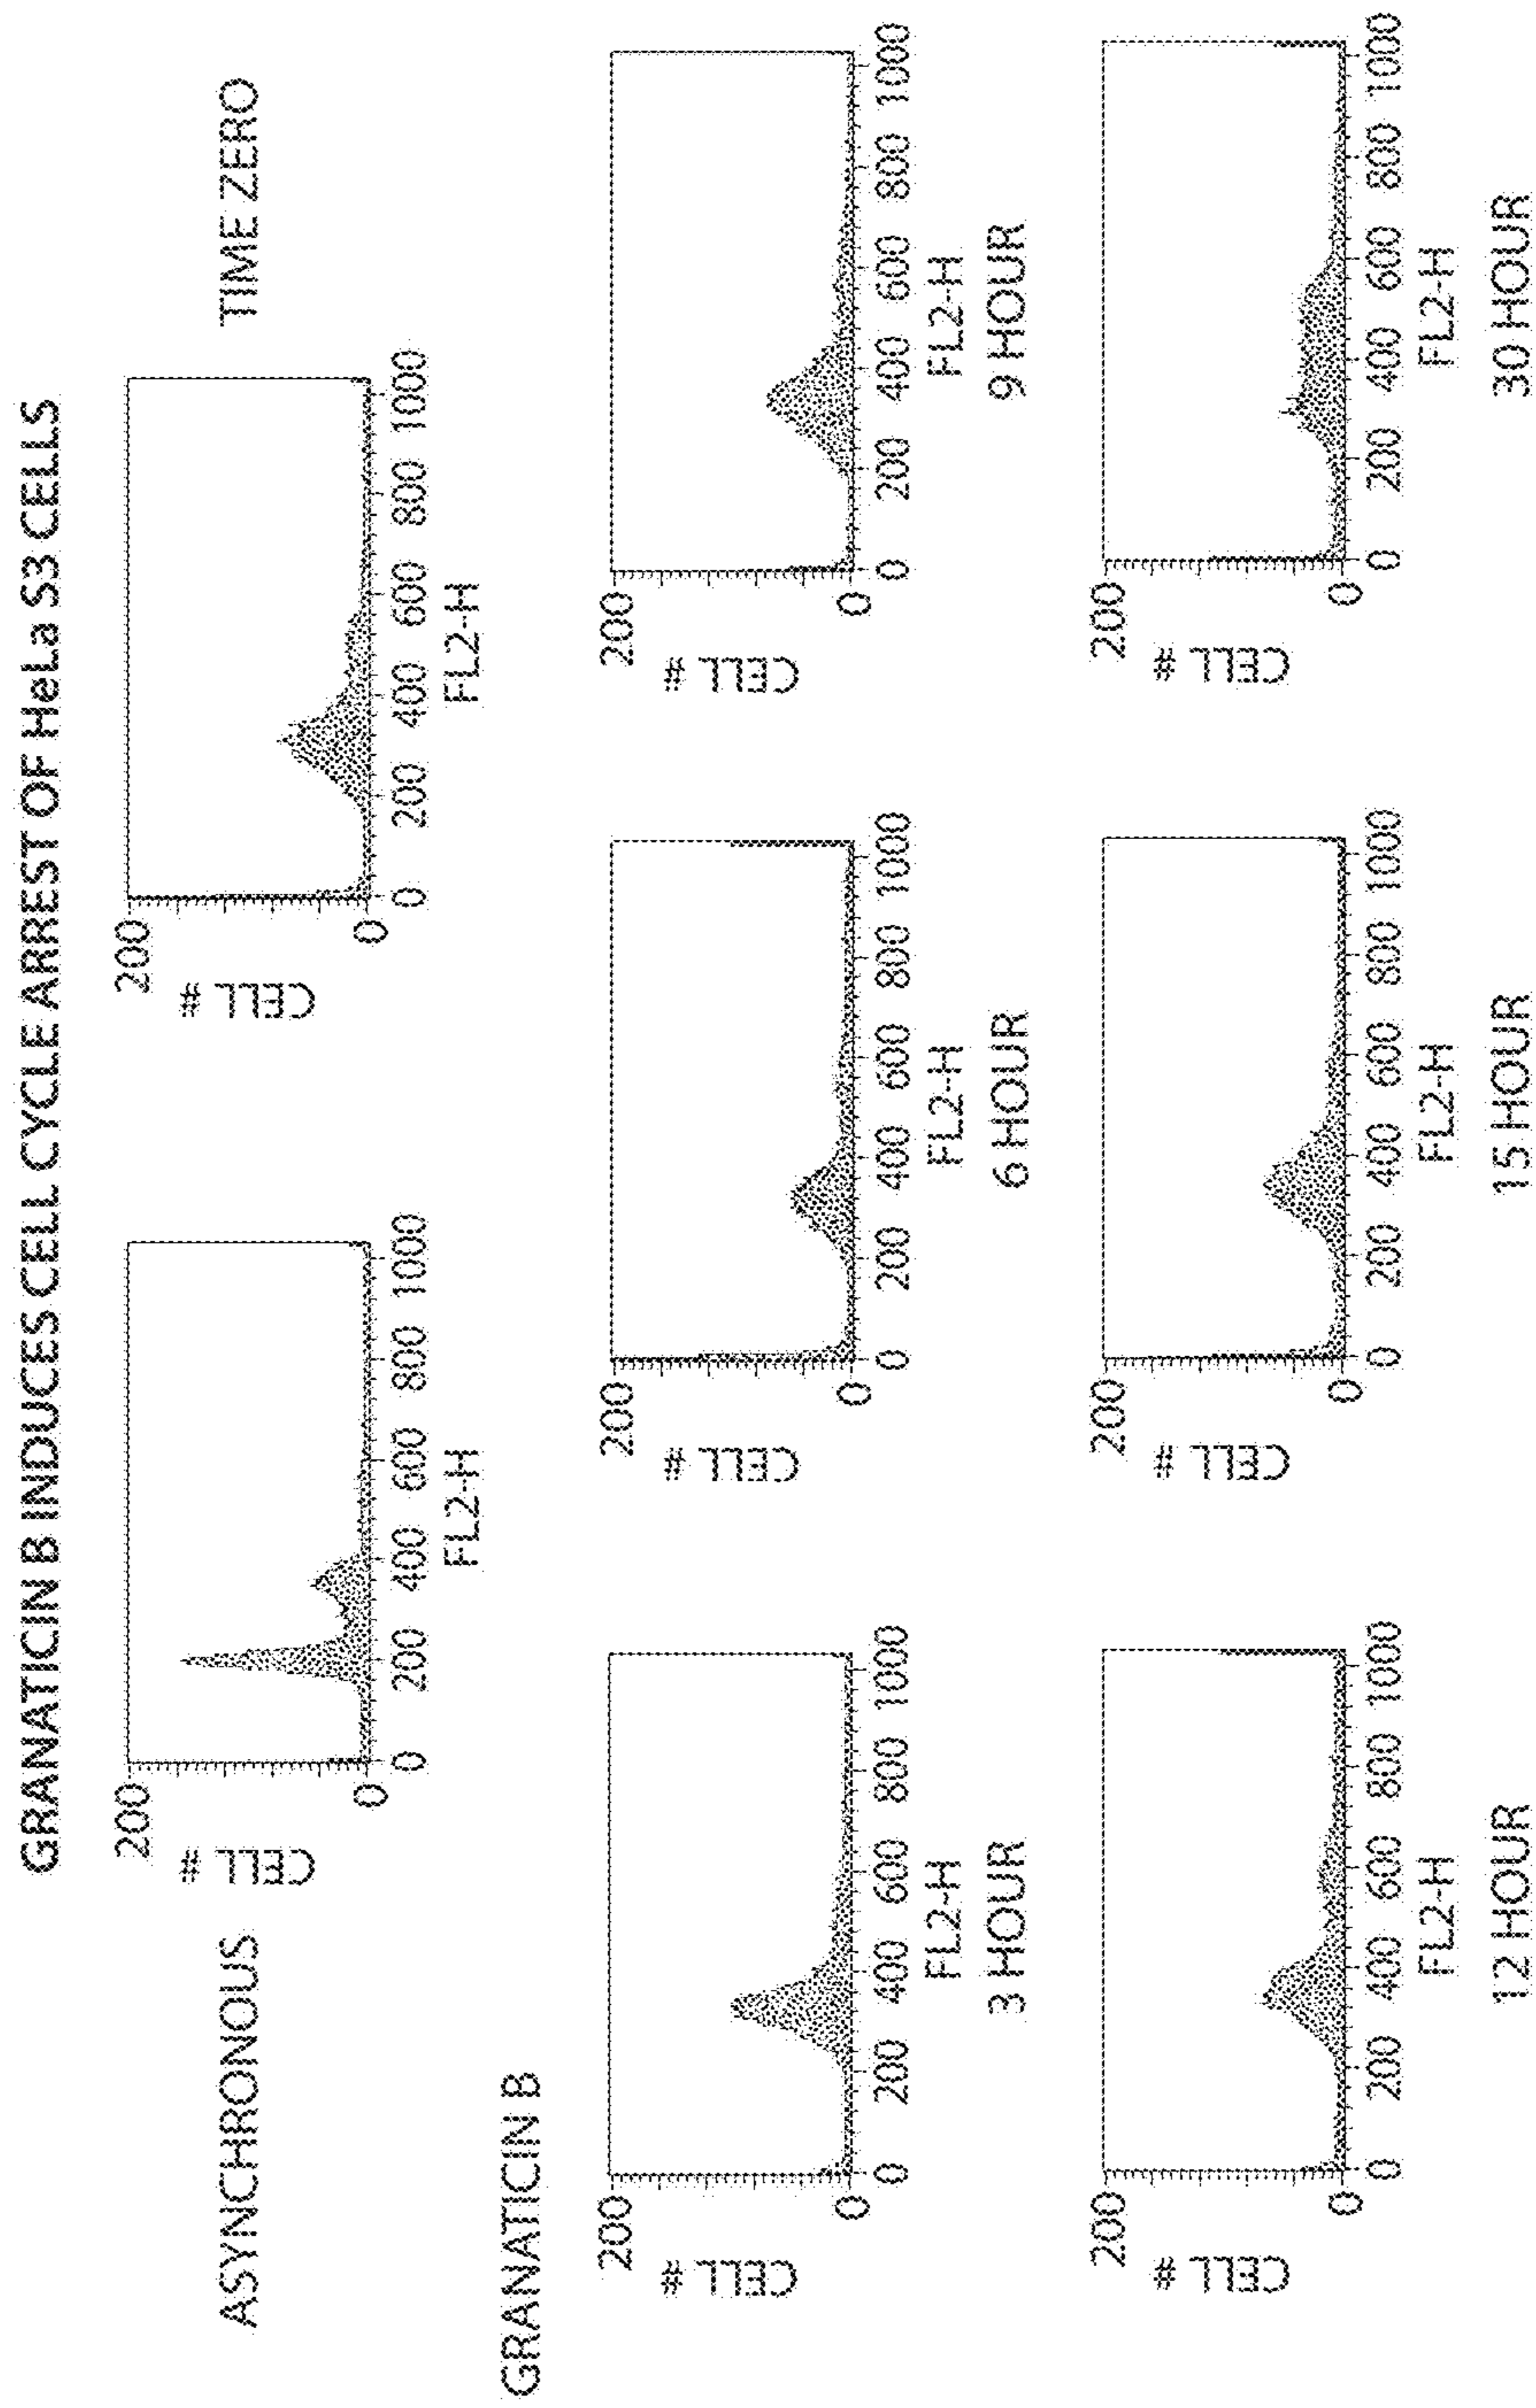 GRANATICIN B INDUCES CELL CYCLE ARREST OF HeLa S3 CELLS
ASYNCHRONOUS
200
CELL #
0
0 200 400 600 800 1000
FL2-H
200
CELL #
0
0 200 400 600 800 1000
FL2-H
TIME ZERO
GRANATICIN B
200
CELL #
0
0 200 400 600 800 1000
FL2-H
3 HOUR
200
CELL #
0
0 200 400 600 800 1000
FL2-H
6 HOUR
200
CELL #
0
0 200 400 600 800 1000
FL2-H
9 HOUR
200
CELL #
0
0 200 400 600 800 1000
FL2-H
12 HOUR
200
CELL #
0
0 200 400 600 800 1000
FL2-H
15 HOUR
200
CELL #
0
0 200 400 600 800 1000
FL2-H
30 HOUR